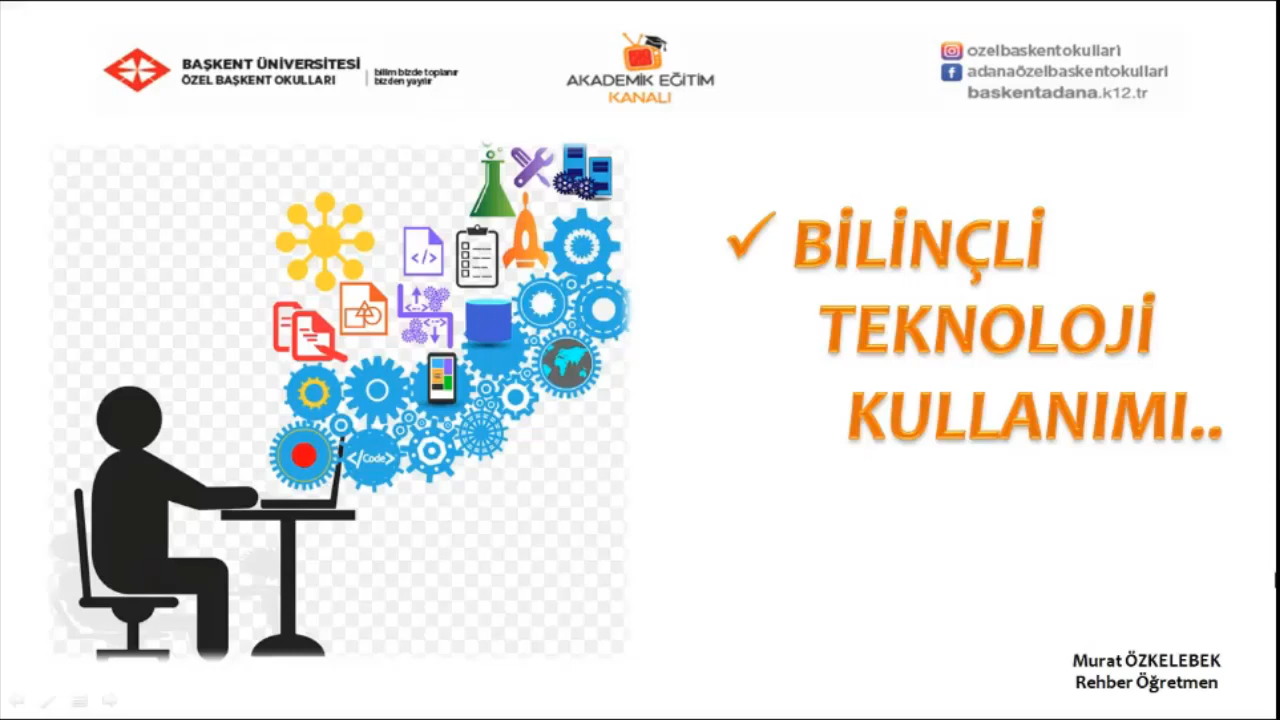 BAŞKENT ÜNİVERSİTESİ
ÖZEL BAŞKENT OKULLARI
bilim bizde toplanır
bizden yayılır
AKADEMİK EĞİTİM
KANALI
ozelbaskentokullari
adanaözelbaskentokullari
baskentadana.k12.tr
✓ BİLİNÇLİ
TEKNOLOJİ
KULLANIMI..
</>
</Code>
Murat ÖZKELEBEK
Rehber Öğretmen